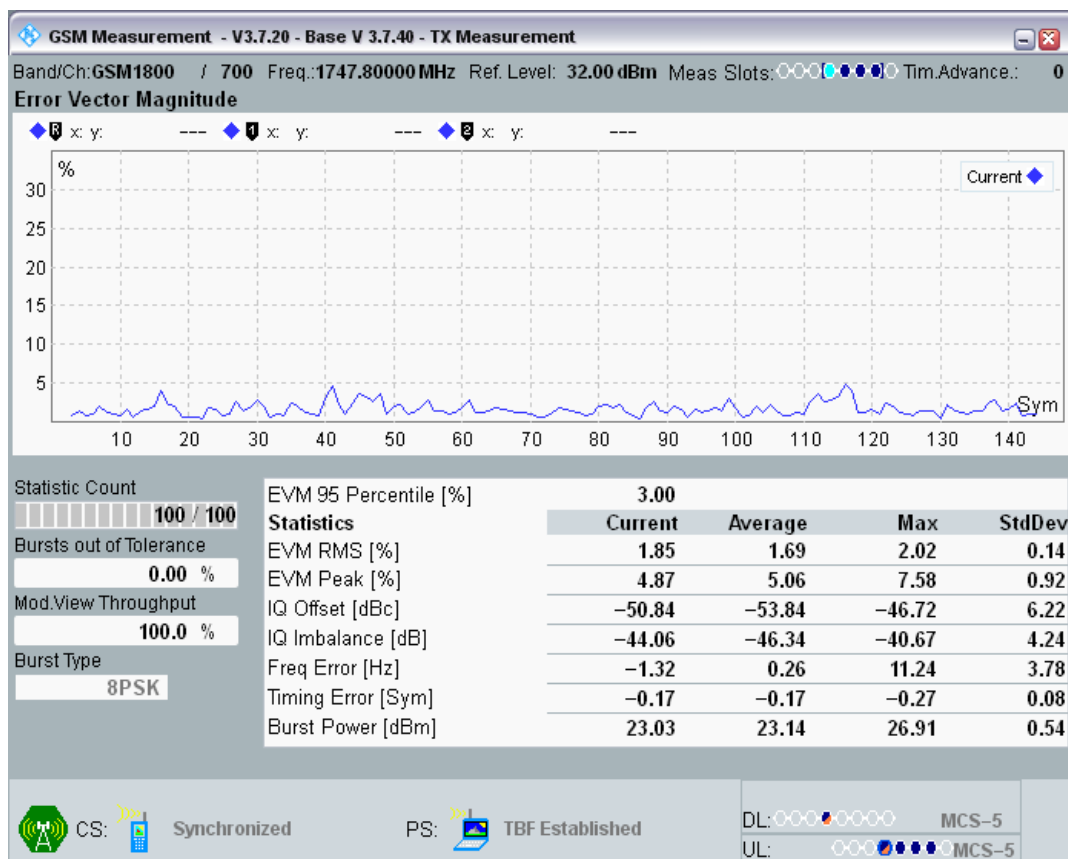 GSM Measurement - V3.7.20 - Base V 3.7.40 - TX Measurement
Band/Ch:GSM1800 / 700 Freq.:1747.80000 MHz Ref. Level: 32.00 dBm Meas Slots: Tim.Advance.: 0
Error Vector Magnitude
R x: y: --- 1 x: y: --- 2 x: y: ---
%
Current
30
25
20
15
10
5
Sym
10 20 30 40 50 60 70 80 90 100 110 120 130 140
Statistic Count
100 / 100
Bursts out of Tolerance
0.00 %
Mod.View Throughput
100.0 %
Burst Type
8PSK
EVM 95 Percentile [%] 3.00
Statistics Current Average Max StdDev
EVM RMS [%] 1.85 1.69 2.02 0.14
EVM Peak [%] 4.87 5.06 7.58 0.92
IQ Offset [dBc] −50.84 −53.84 −46.72 6.22
IQ Imbalance [dB] −44.06 −46.34 −40.67 4.24
Freq Error [Hz] −1.32 0.26 11.24 3.78
Timing Error [Sym] −0.17 −0.17 −0.27 0.08
Burst Power [dBm] 23.03 23.14 26.91 0.54
CS: Synchronized PS: TBF Established
DL: MCS−5
UL: MCS−5